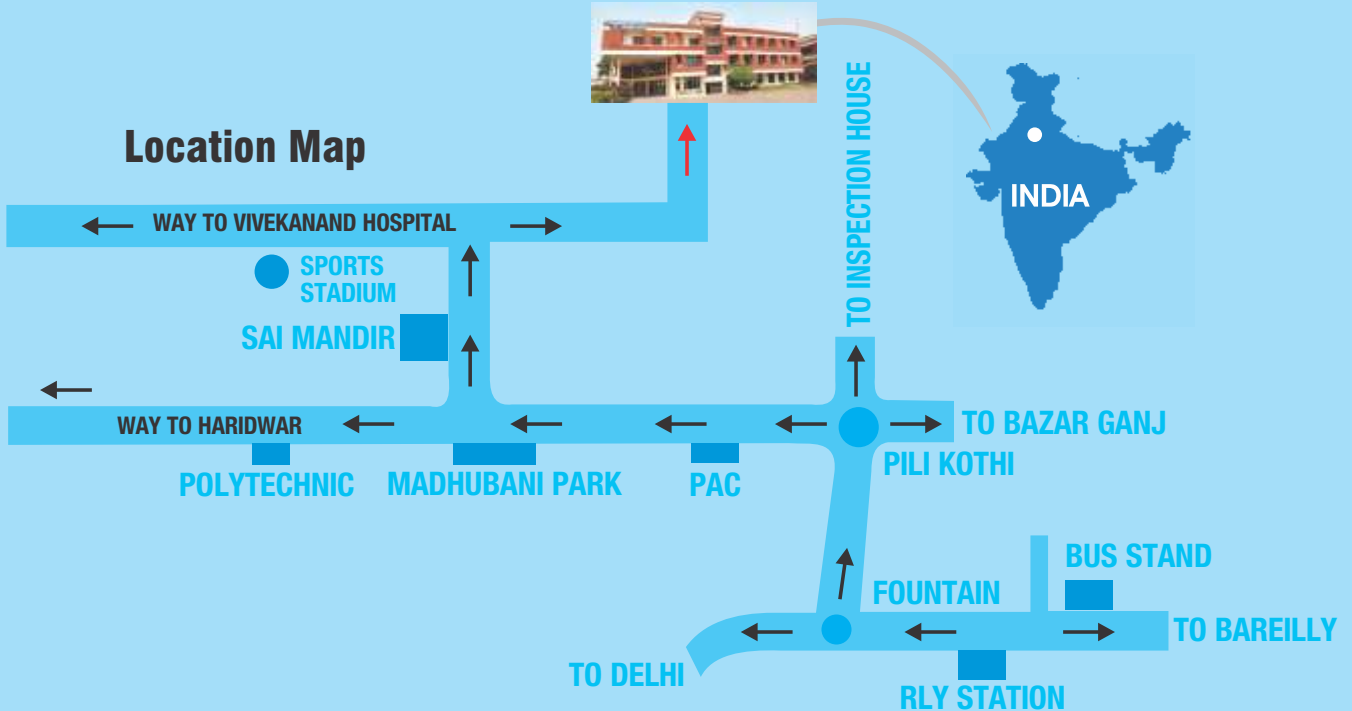 Location Map
TO INSPECTION HOUSE
INDIA
WAY TO VIVEKANAND HOSPITAL
SPORTS
STADIUM
SAI MANDIR
WAY TO HARIDWAR
TO BAZAR GANJ
PILI KOTHI
POLYTECHNIC
MADHUBANI PARK
PAC
BUS STAND
FOUNTAIN
TO BAREILLY
TO DELHI
RLY STATION